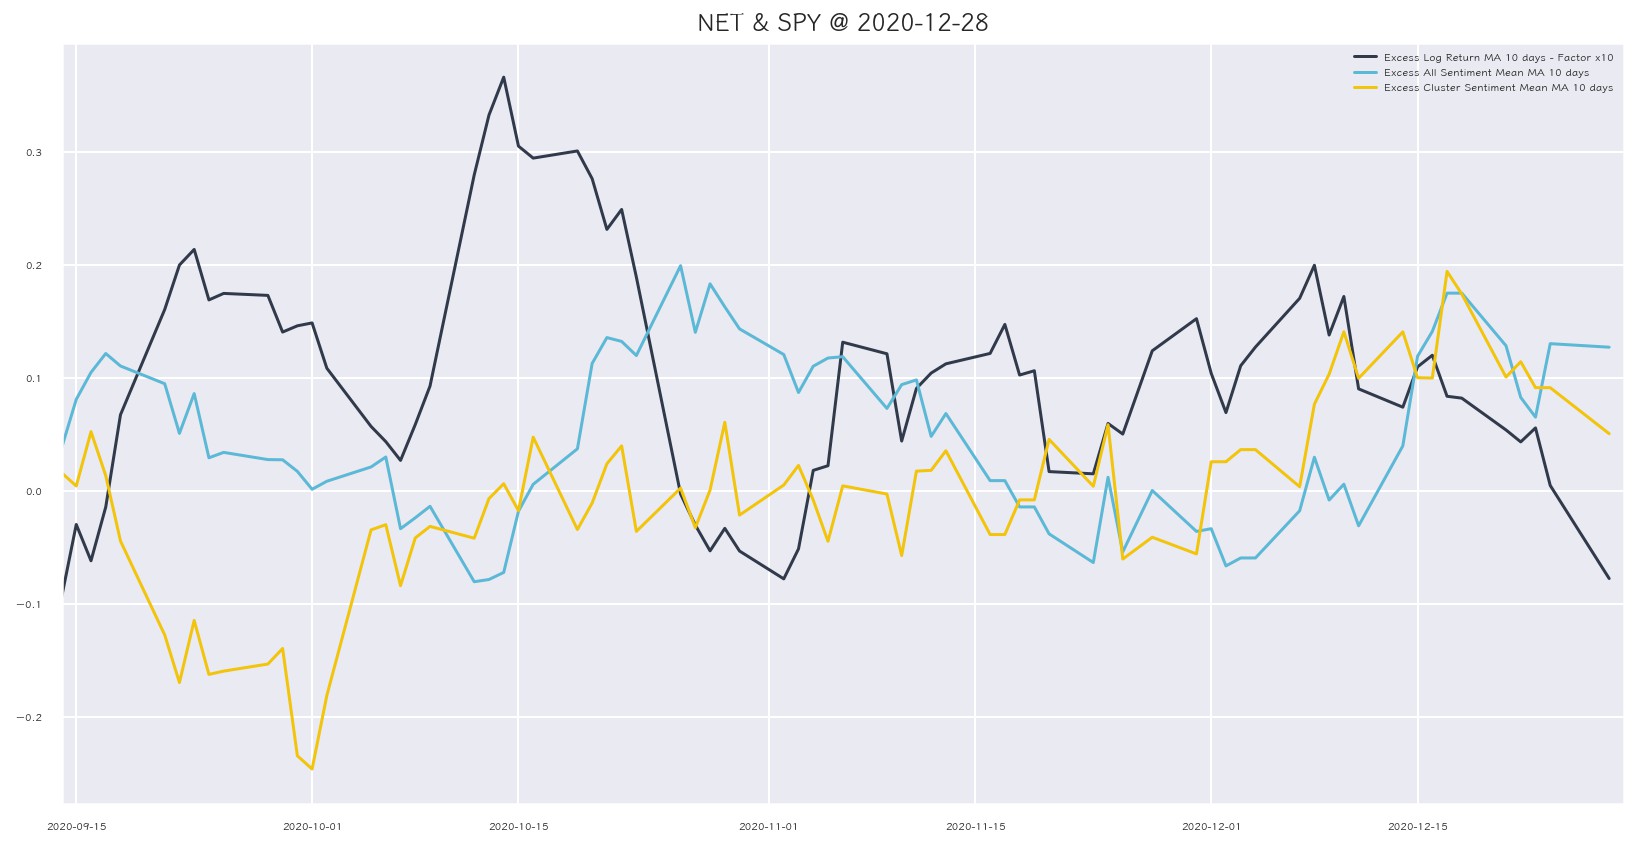 NET & SPY @ 2020-12-28
Excess Log Return MA 10 days - Factor x10
Excess All Sentiment Mean MA 10 days
Excess Cluster Sentiment Mean MA 10 days
0.3
0.2
0.1
0.0
−0.1
−0.2
2020-09-15 2020-10-01 2020-10-15 2020-11-01 2020-11-15 2020-12-01 2020-12-15